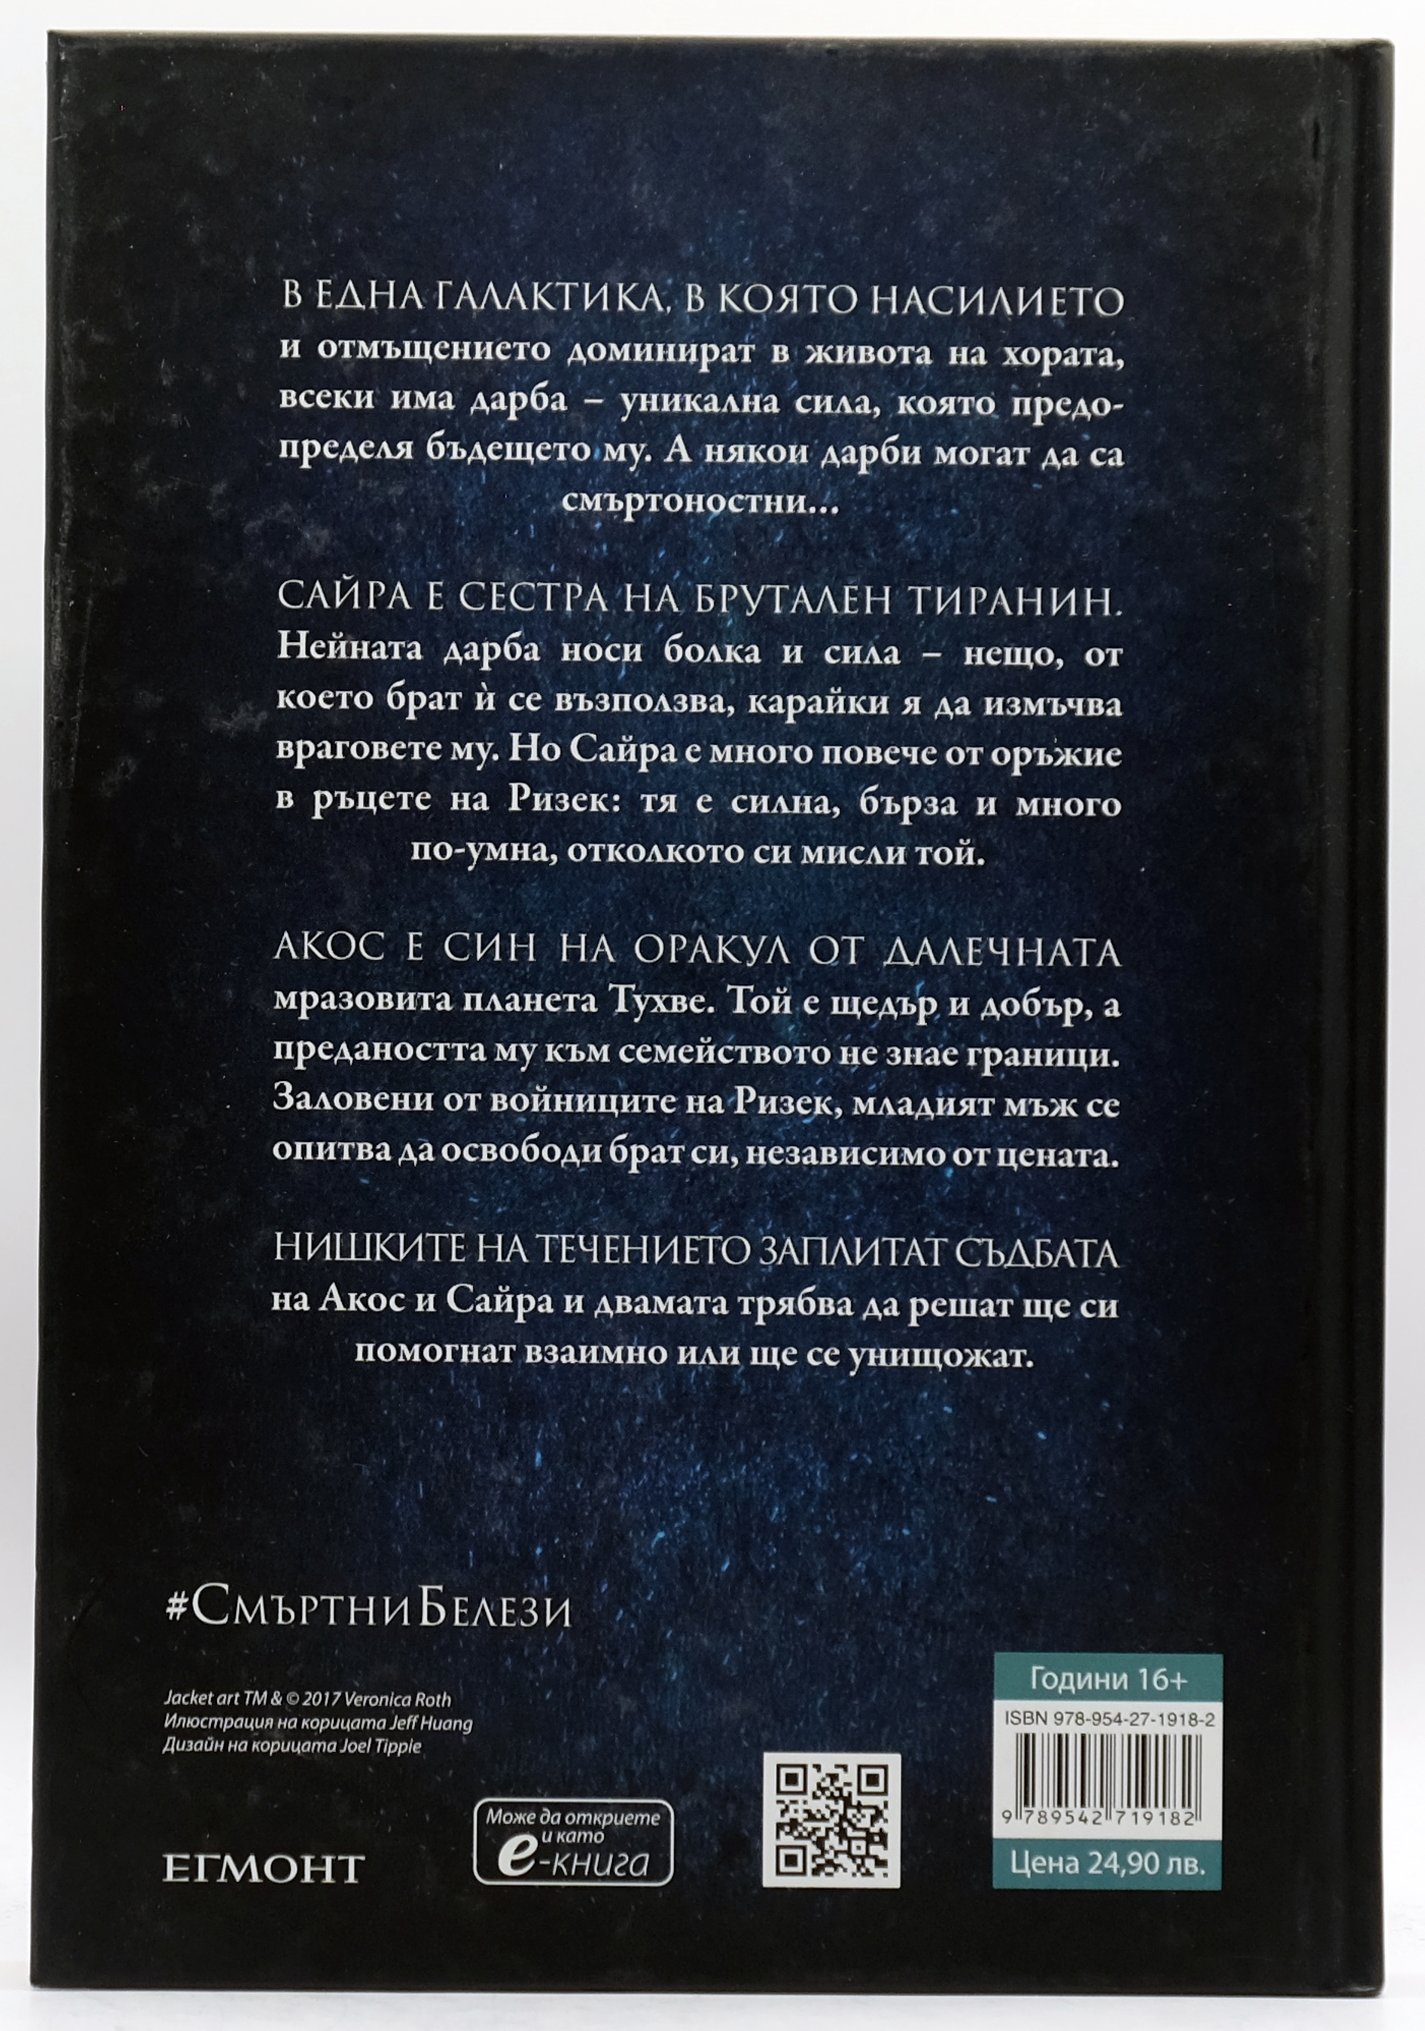 В ЕДНА ГАЛАКТИКА, В КОЯТО НАСИЛИЕТО
и отмъщението доминират в живота на хората,
всеки има дарба – уникална сила, която предо-
пределя бъдещето му. А някои дарби могат да са
смъртоностни...
САЙРА Е СЕСТРА НА БРУТАЛЕН ТИРАНИН.
Нейната дарба носи болка и сила – нещо, от
което брат ѝ се възползва, карайки я да измъчва
враговете му. Но Сайра е много повече от оръжие
в ръцете на Ризек: тя е силна, бърза и много
по-умна, отколкото си мисли той.
АКОС Е СИН НА ОРАКУЛ ОТ ДАЛЕЧНАТА
мразовита планета Тухве. Той е щедър и добър, а
предаността му към семейството не знае граници.
Заловени от войниците на Ризек, младият мъж се
опитва да освободи брат си, независимо от цената.
НИШКИТЕ НА ТЕЧЕНИЕТО ЗАПЛИТАТ СЪДБАТА
на Акос и Сайра и двамата трябва да решат ще си
помогнат взаимно или ще се унищожат.
#СмъртниБелези
Jacket art TM & © 2017 Veronica Roth
Илюстрация на корицата Jeff Huang
Дизайн на корицата Joel Tippie
ЕГМОНТ
Може да откриете
и като
е-книга
Години 16+
ISBN 978-954-27-1918-2
9 789542 719182
Цена 24,90 лв.